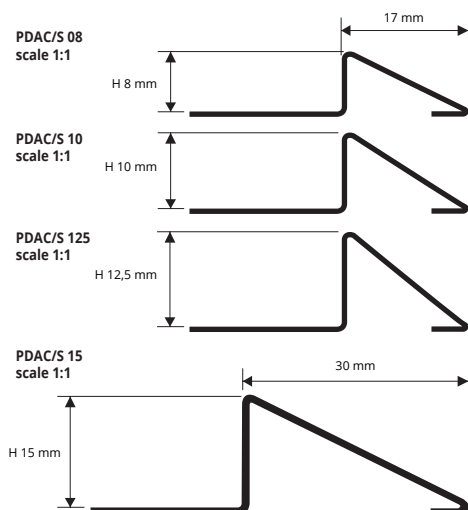 17 mm
PDAC/S 08
scale 1:1
H 8 mm
PDAC/S 10
scale 1:1
H 10 mm
PDAC/S 125
scale 1:1
H 12,5 mm
PDAC/S 15
scale 1:1
30 mm
H 15 mm